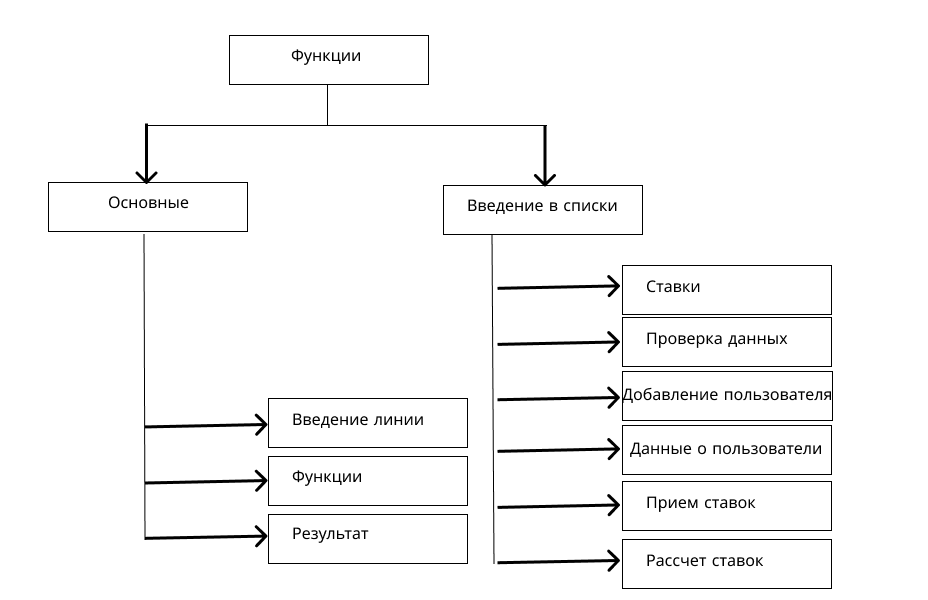 Функции
Основные
Введение в списки
Ставки
Проверка данных
Добавление пользователя
Данные о пользователи
Прием ставок
Рассчет ставок
Введение линии
Функции
Результат